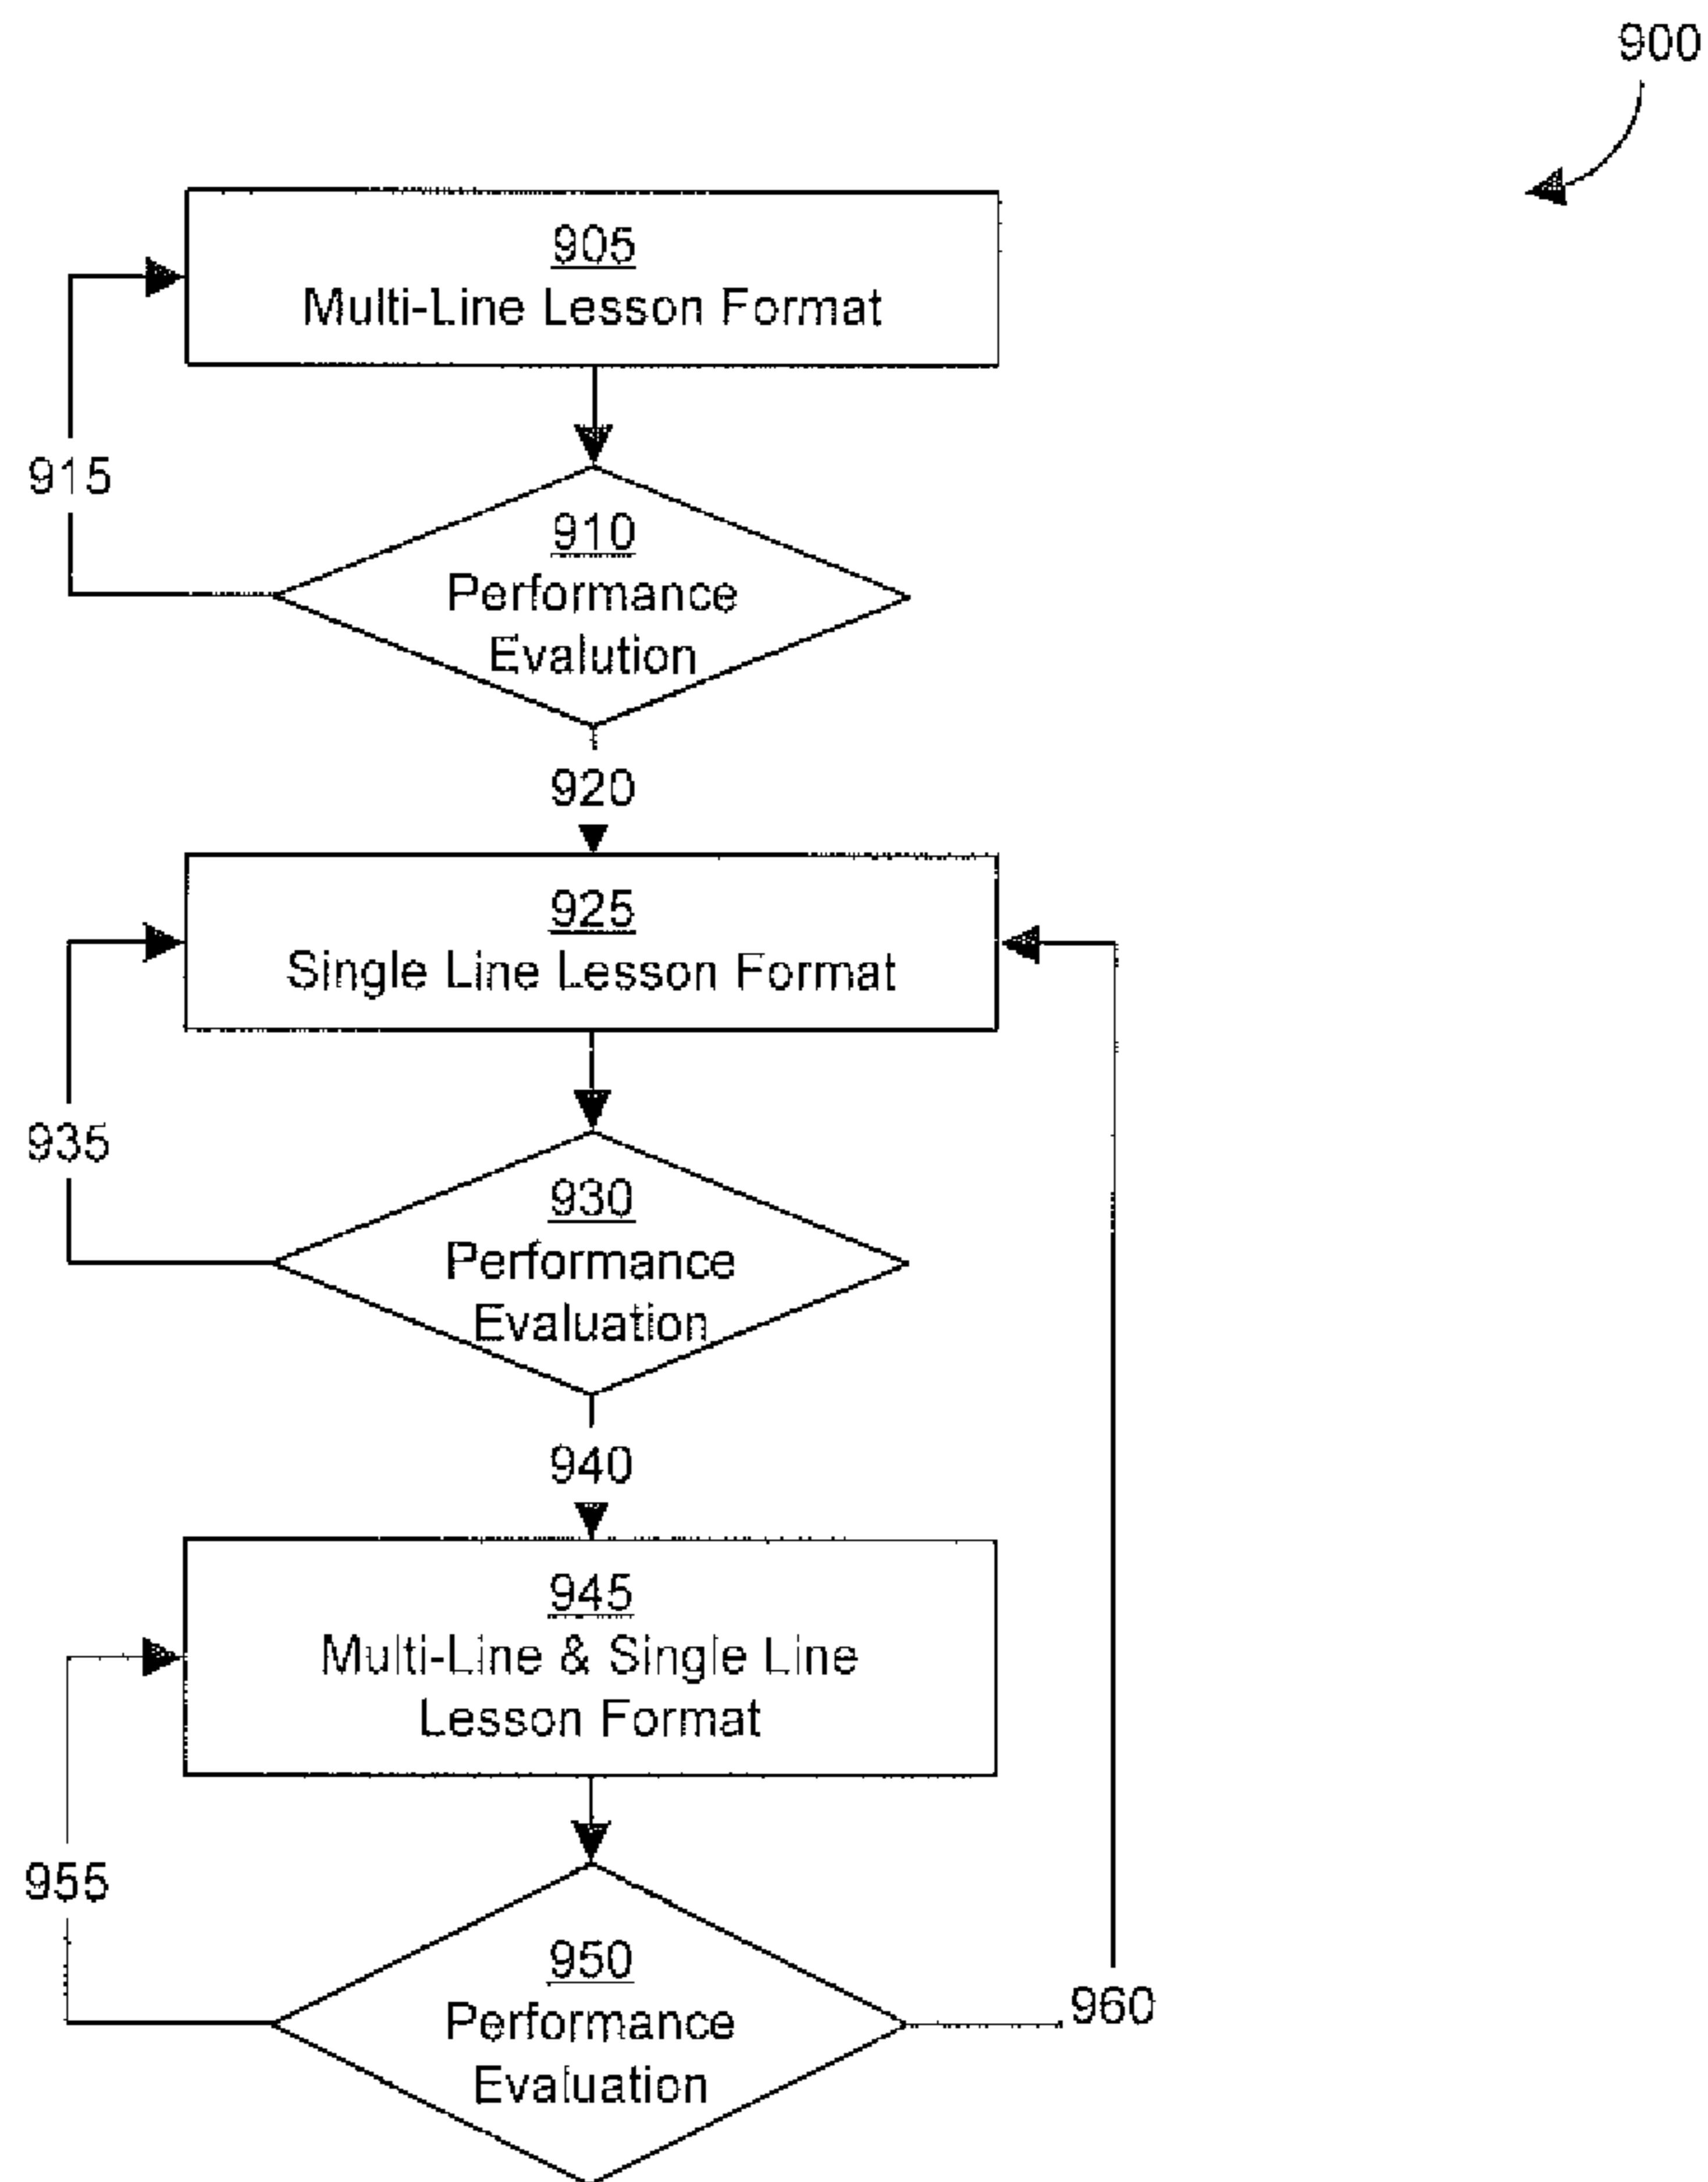 900
905
Multi-Line Lesson Format
915
910
Performance
Evalution
920
925
Single Line Lesson Format
935
930
Performance
Evaluation
940
945
Multi-Line & Single Line
Lesson Format
955
950
Performance
Evaluation
960